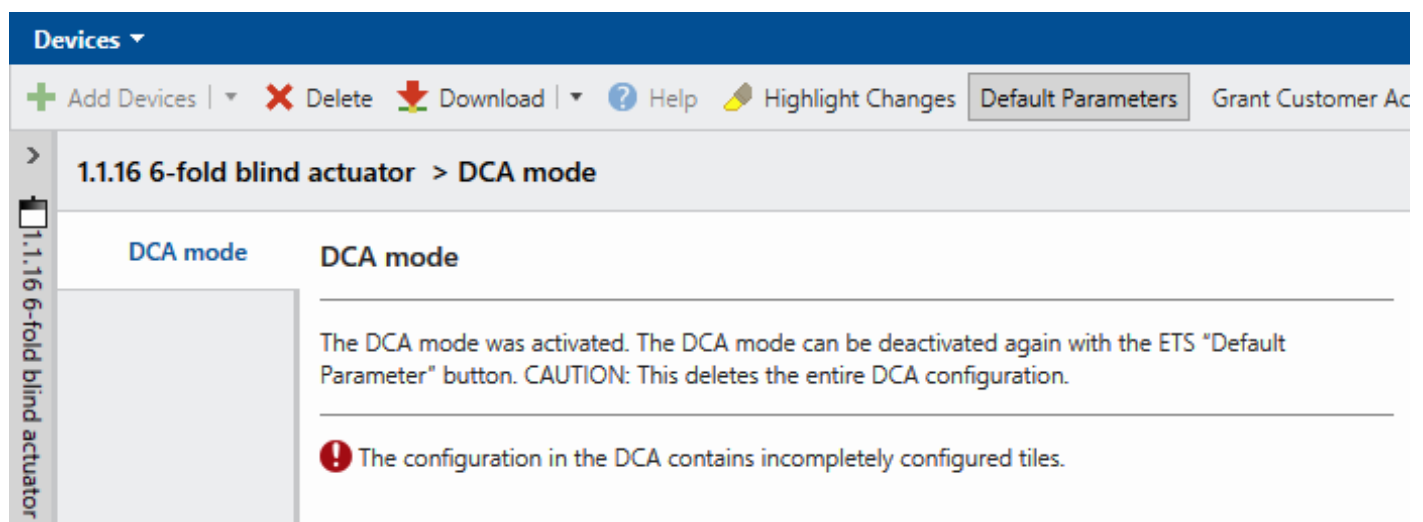 Devices
Add Devices Delete Download Help Highlight Changes Default Parameters Grant Customer Ac
1.1.16 6-fold blind actuator > DCA mode
1.1.16 6-fold blind actuator
DCA mode
DCA mode
The DCA mode was activated. The DCA mode can be deactivated again with the ETS “Default
Parameter” button. CAUTION: This deletes the entire DCA configuration.
The configuration in the DCA contains incompletely configured tiles.